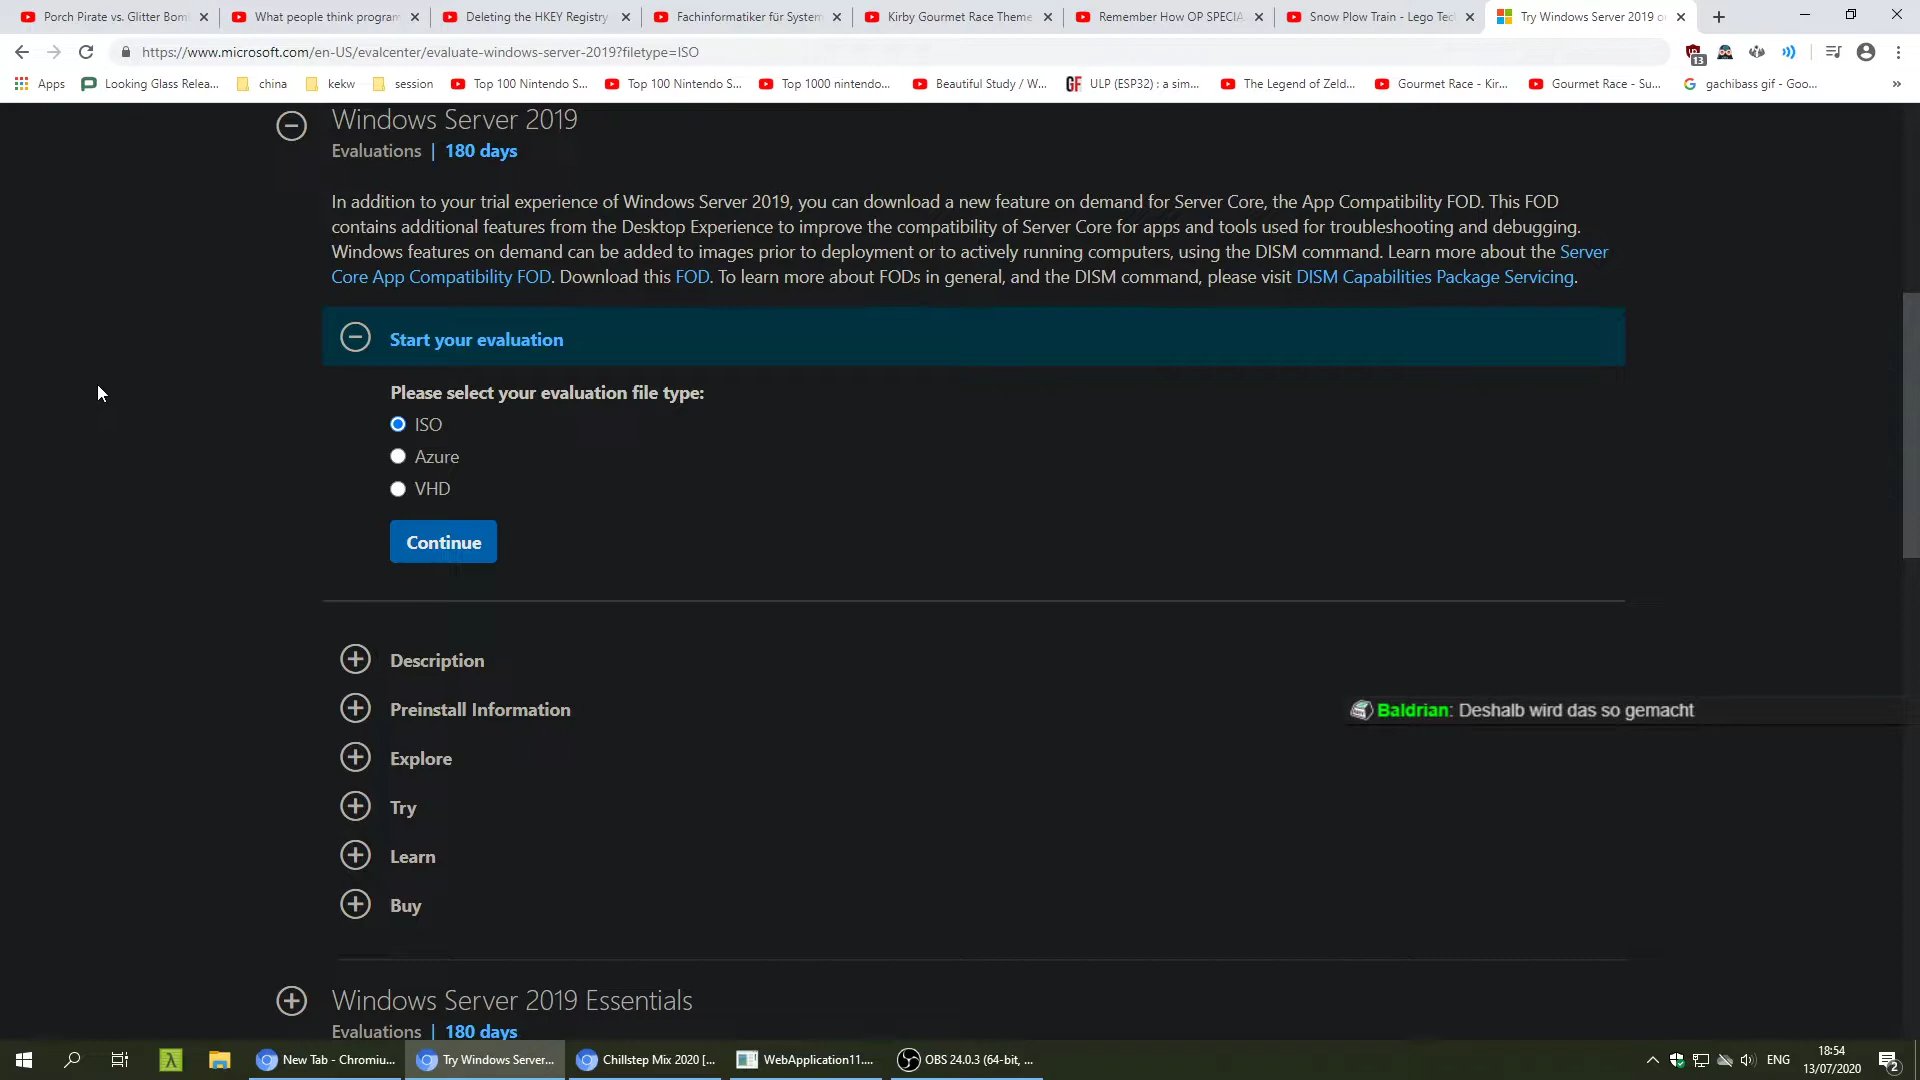 Porch Pirate vs. Glitter Bom
What people think program
Deleting the HKEY Registry
Fachinformatiker für System
Kirby Gourmet Race Theme
Remember How OP SPECIA
Snow Plow Train - Lego Tec
Try Windows Server 2019 o
https://www.microsoft.com/en-US/evalcenter/evaluate-windows-server-2019?filetype=ISO
13
Apps
Looking Glass Relea...
china
kekw
session
Top 100 Nintendo S...
Top 100 Nintendo S...
Top 1000 nintendo...
Beautiful Study / W...
GF
ULP (ESP32) : a sim...
The Legend of Zeld...
Gourmet Race - Kir...
Gourmet Race - Su...
gachibass gif - Goo...
Windows Server 2019
Evaluations | 180 days
In addition to your trial experience of Windows Server 2019, you can download a new feature on demand for Server Core, the App Compatibility FOD. This FOD
contains additional features from the Desktop Experience to improve the compatibility of Server Core for apps and tools used for troubleshooting and debugging.
Windows features on demand can be added to images prior to deployment or to actively running computers, using the DISM command. Learn more about the Server
Core App Compatibility FOD. Download this FOD. To learn more about FODs in general, and the DISM command, please visit DISM Capabilities Package Servicing.
Start your evaluation
Please select your evaluation file type:
ISO
Azure
VHD
Continue
Description
Preinstall Information
Baldrian: Deshalb wird das so gemacht
Explore
Try
Learn
Buy
Windows Server 2019 Essentials
Evaluations | 180 days
New Tab - Chromiu...
Try Windows Server...
Chillstep Mix 2020 [...
WebApplication11....
OBS 24.0.3 (64-bit, ...
ENG
18:54
13/07/2020
2